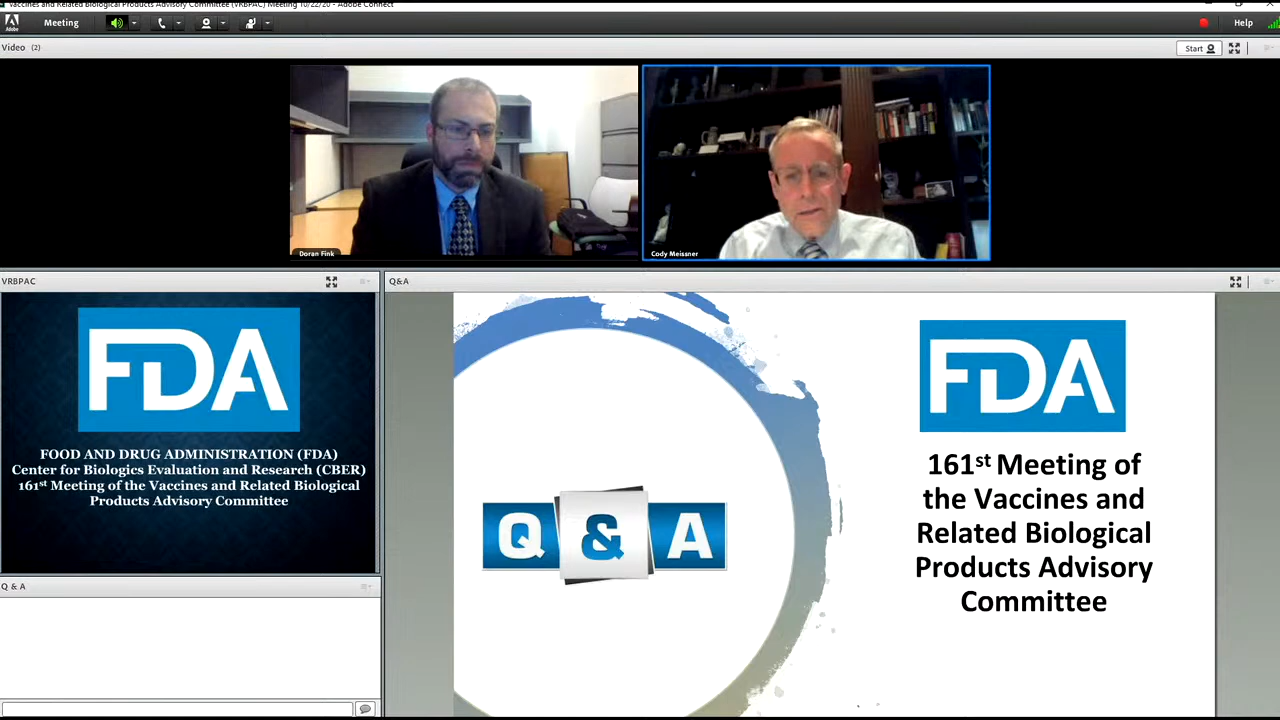 Vaccines and Related Biological Products Advisory Committee (VRBPAC) Meeting 10/22/20 - Adobe Connect
Adobe
Meeting
Help
Video (2)
Start
Doran Fink
Cody Meissner
VRBPAC
FDA
FOOD AND DRUG ADMINISTRATION (FDA)
Center for Biologics Evaluation and Research (CBER)
161st Meeting of the Vaccines and Related Biological
Products Advisory Committee
Q & A
Q&A
Q & A
FDA
161st Meeting of
the Vaccines and
Related Biological
Products Advisory
Committee